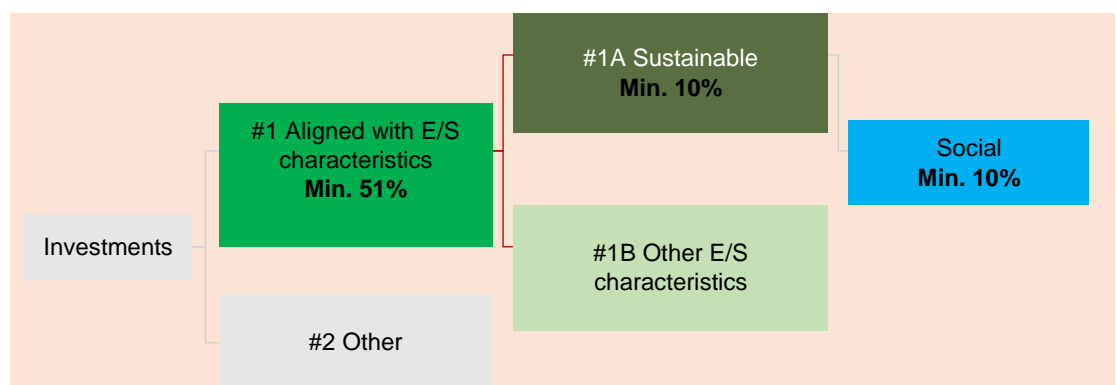 #1A Sustainable
Min. 10%
#1 Aligned with E/S
characteristics
Min. 51%
Social
Min. 10%
Investments
#1B Other E/S
characteristics
#2 Other